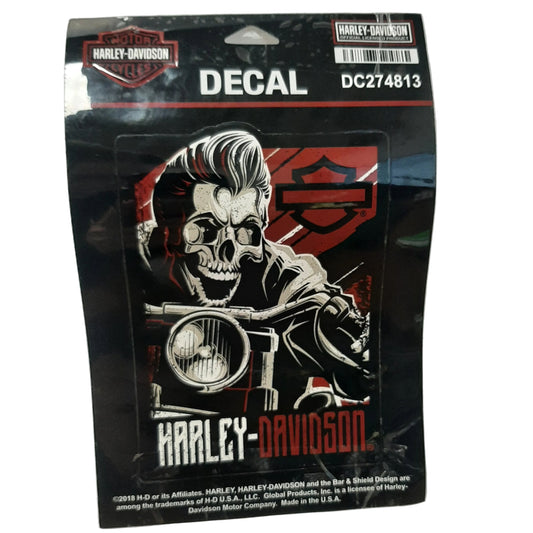 MOTOR
HARLEY-DAVIDSON
CYCLES
HARLEY-DAVIDSON
OFFICIAL LICENSED PRODUCT
DECAL
DC274813
®
HARLEY-DAVIDSON
©2018 H-D or its Affiliates. HARLEY, HARLEY-DAVIDSON and the Bar & Shield Design are
among the trademarks of H-D U.S.A., LLC. Global Products, Inc. is a licensee of Harley-
Davidson Motor Company. Made in the U.S.A.